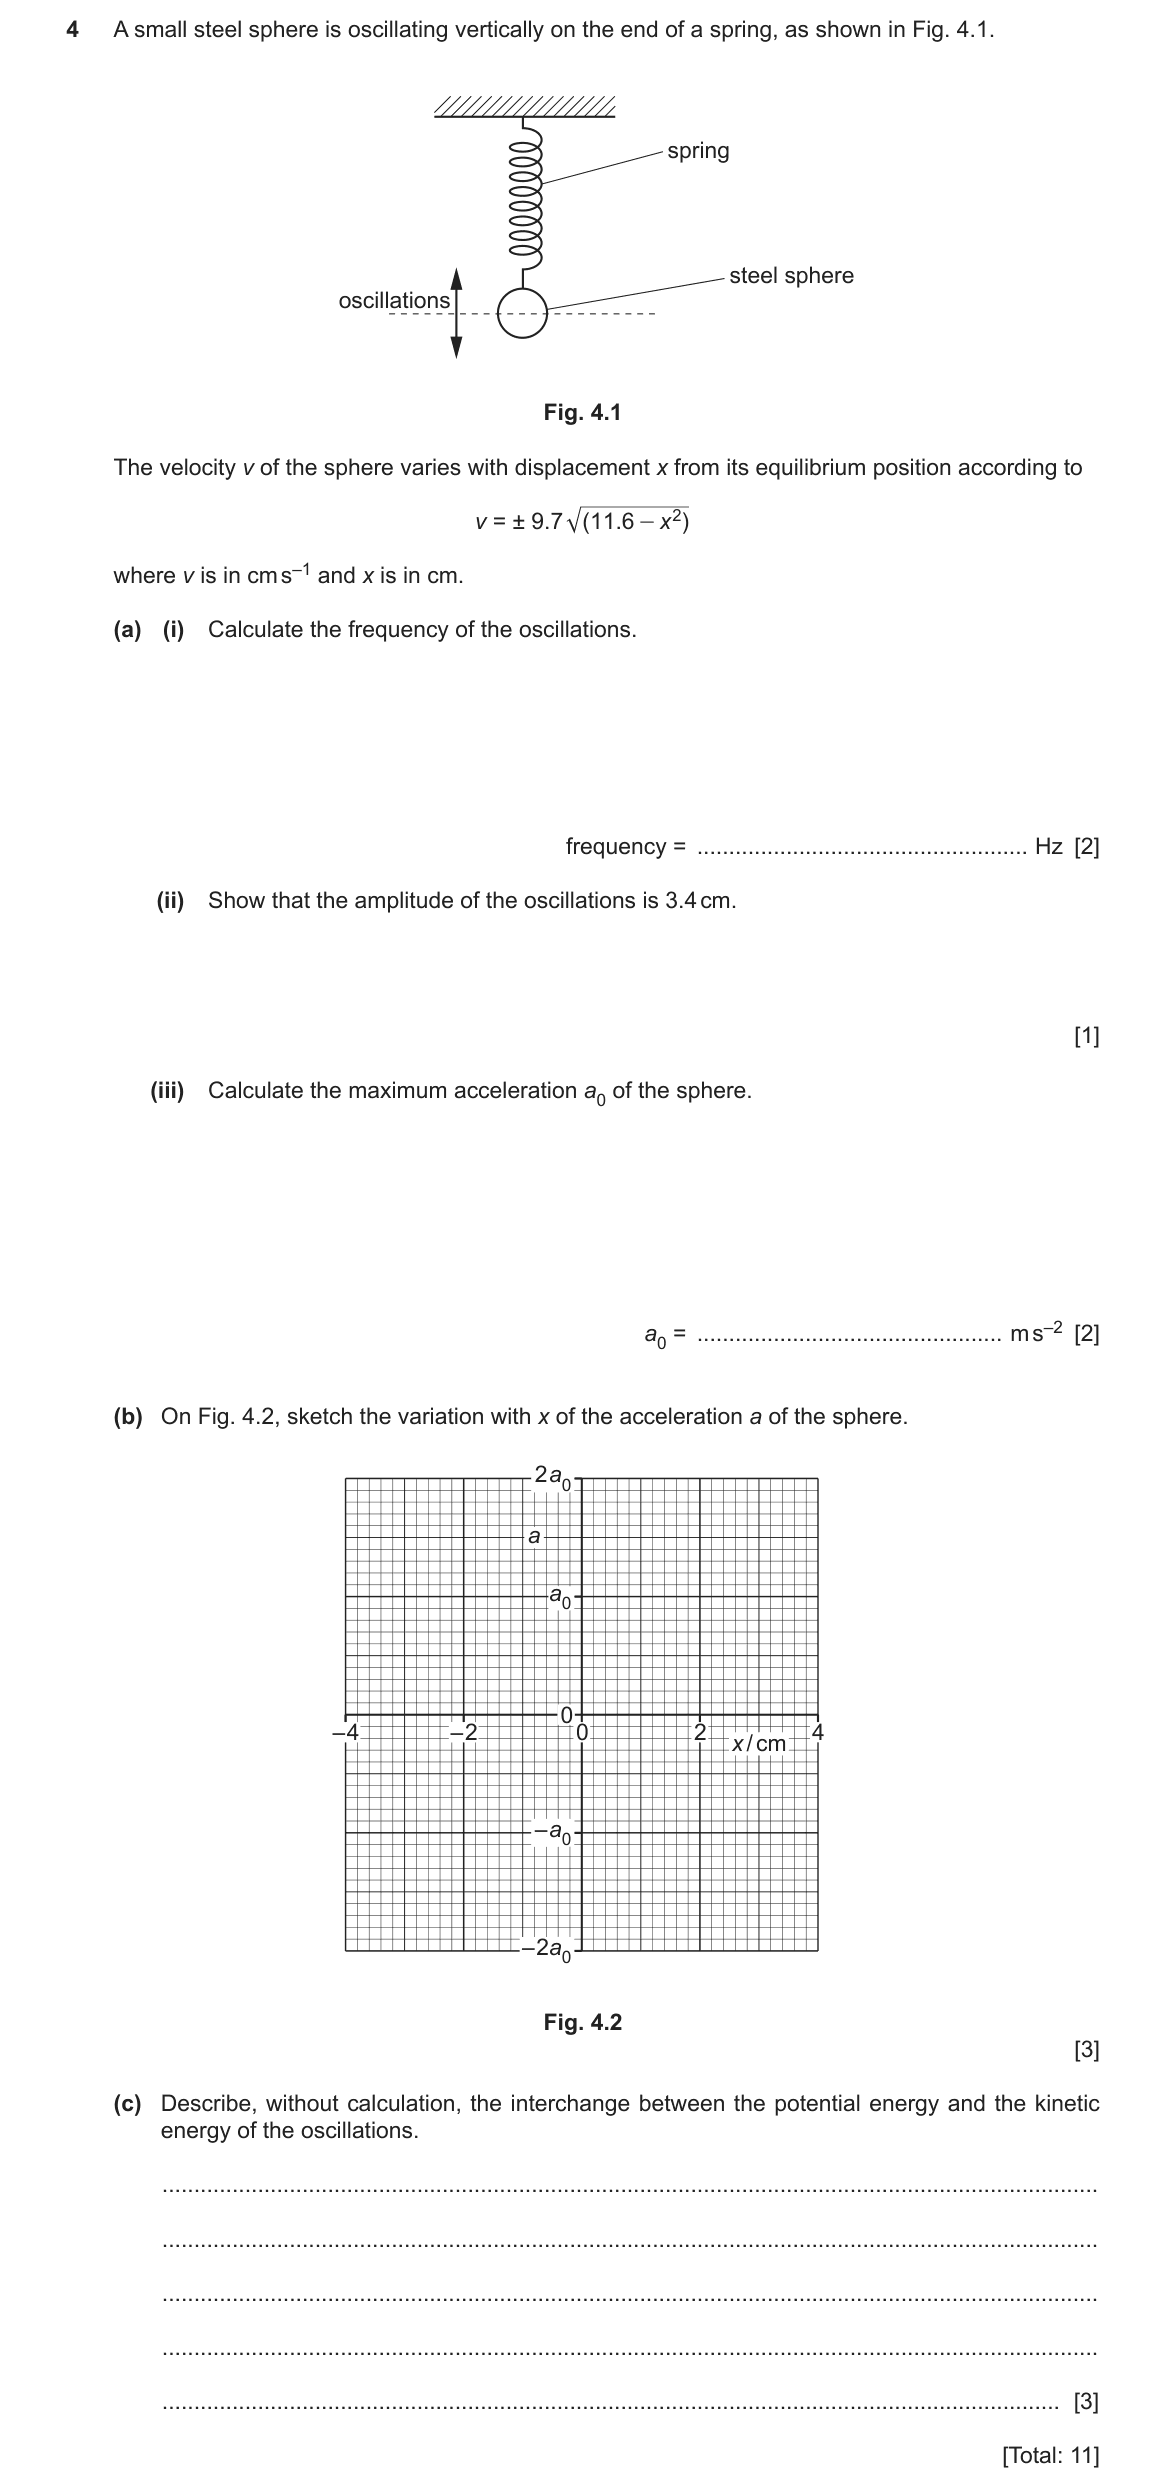 4 A small steel sphere is oscillating vertically on the end of a spring, as shown in Fig. 4.1.
spring
steel sphere
oscillations
Fig. 4.1
The velocity v of the sphere varies with displacement x from its equilibrium position according to
v = ± 9.7√(11.6 – x²)
where v is in cm s⁻¹ and x is in cm.
(a) (i) Calculate the frequency of the oscillations.
frequency = .................................................... Hz [2]
(ii) Show that the amplitude of the oscillations is 3.4 cm.
[1]
(iii) Calculate the maximum acceleration a₀ of the sphere.
a₀ = ................................................ m s⁻² [2]
(b) On Fig. 4.2, sketch the variation with x of the acceleration a of the sphere.
2a₀
a
a₀
0
–4 –2 0 2 x / cm 4
–a₀
–2a₀
Fig. 4.2
[3]
(c) Describe, without calculation, the interchange between the potential energy and the kinetic
energy of the oscillations.
...................................................................................................................................................
...................................................................................................................................................
...................................................................................................................................................
...................................................................................................................................................
............................................................................................................................................. [3]
[Total: 11]